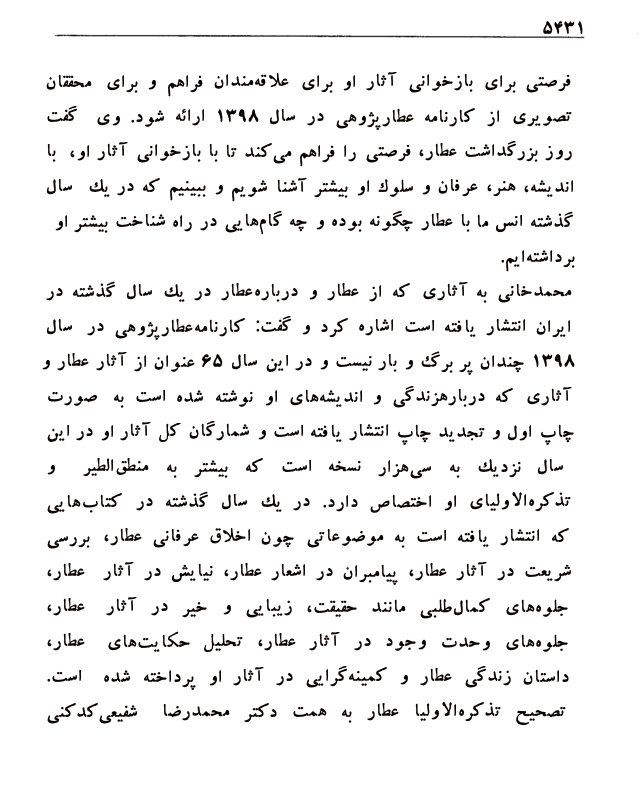 ۵۴۳۱
فرصتی برای بازخوانی آثار او برای علاقه‌مندان فراهم و برای محققان
تصویری از کارنامه عطارپژوهی در سال ۱۳۹۸ ارائه شود. وی گفت
روز بزرگداشت عطار، فرصتی را فراهم می‌کند تا با بازخوانی آثار او، با
اندیشه، هنر، عرفان و سلوك او بیشتر آشنا شویم و ببینیم که در یك سال
گذشته انس ما با عطار چگونه بوده و چه گام‌هایی در راه شناخت بیشتر او
برداشته‌ایم.
محمدخانی به آثاری که از عطار و درباره‌عطار در یك سال گذشته در
ایران انتشار یافته است اشاره کرد و گفت: کارنامه‌عطارپژوهی در سال
۱۳۹۸ چندان پر برگ و بار نیست و در این سال ۶۵ عنوان از آثار عطار و
آثاری که دربارهزندگی و اندیشه‌های او نوشته شده است به صورت
چاپ اول و تجدید چاپ انتشار یافته است و شمارگان کل آثار او در این
سال نزدیك به سی‌هزار نسخه است که بیشتر به منطق‌الطیر و
تذکره‌الاولیای او اختصاص دارد. در یك سال گذشته در کتاب‌هایی
که انتشار یافته است به موضوعاتی چون اخلاق عرفانی عطار، بررسی
شریعت در آثار عطار، پیامبران در اشعار عطار، نیایش در آثار عطار،
جلوه‌های کمال‌طلبی مانند حقیقت، زیبایی و خیر در آثار عطار،
جلوه‌های وحدت وجود در آثار عطار، تحلیل حکایت‌های عطار،
داستان زندگی عطار و کمینه‌گرایی در آثار او پرداخته شده است.
تصحیح تذکره‌الاولیا عطار به همت دکتر محمدرضا شفیعی‌کدکنی